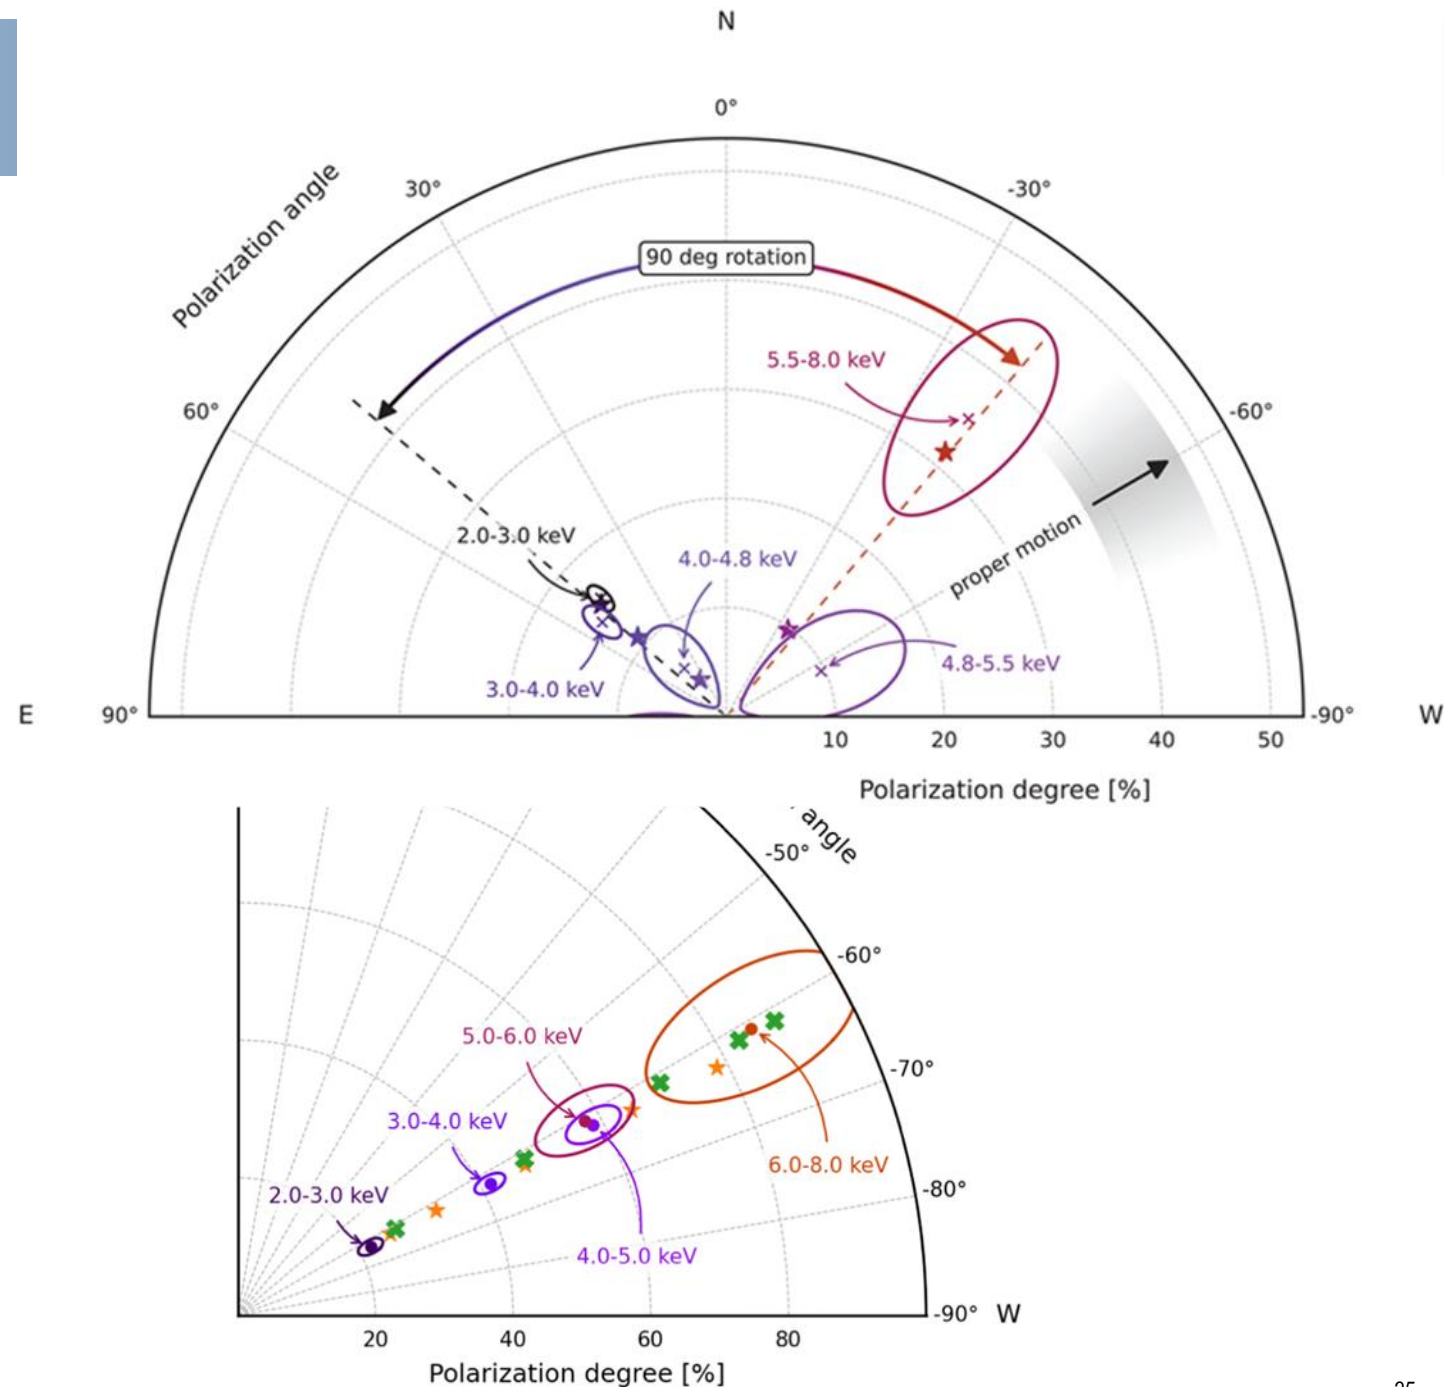 N
0°
30°
-30°
Polarization angle
90 deg rotation
5.5-8.0 keV
60°
-60°
2.0-3.0 keV
4.0-4.8 keV
proper motion
3.0-4.0 keV
4.8-5.5 keV
E
90°
-90°
W
10
20
30
40
50
Polarization degree [%]
angle
-50°
-60°
5.0-6.0 keV
-70°
3.0-4.0 keV
6.0-8.0 keV
2.0-3.0 keV
-80°
4.0-5.0 keV
-90°
W
20
40
60
80
Polarization degree [%]